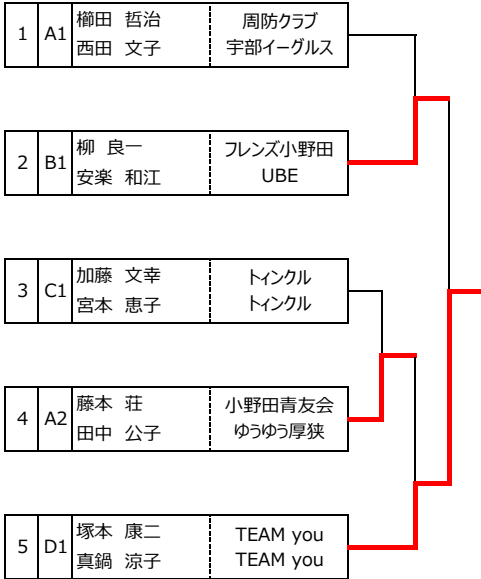 1 A1 櫛田 哲治 周防クラブ
西田 文子 宇部イーグルス
2 B1 柳 良一 フレンズ小野田
安楽 和江 UBE
3 C1 加藤 文幸 トィンクル
宮本 恵子 トィンクル
4 A2 藤本 荘 小野田青友会
田中 公子 ゆうゆう厚狭
5 D1 塚本 康二 TEAM you
真鍋 涼子 TEAM you